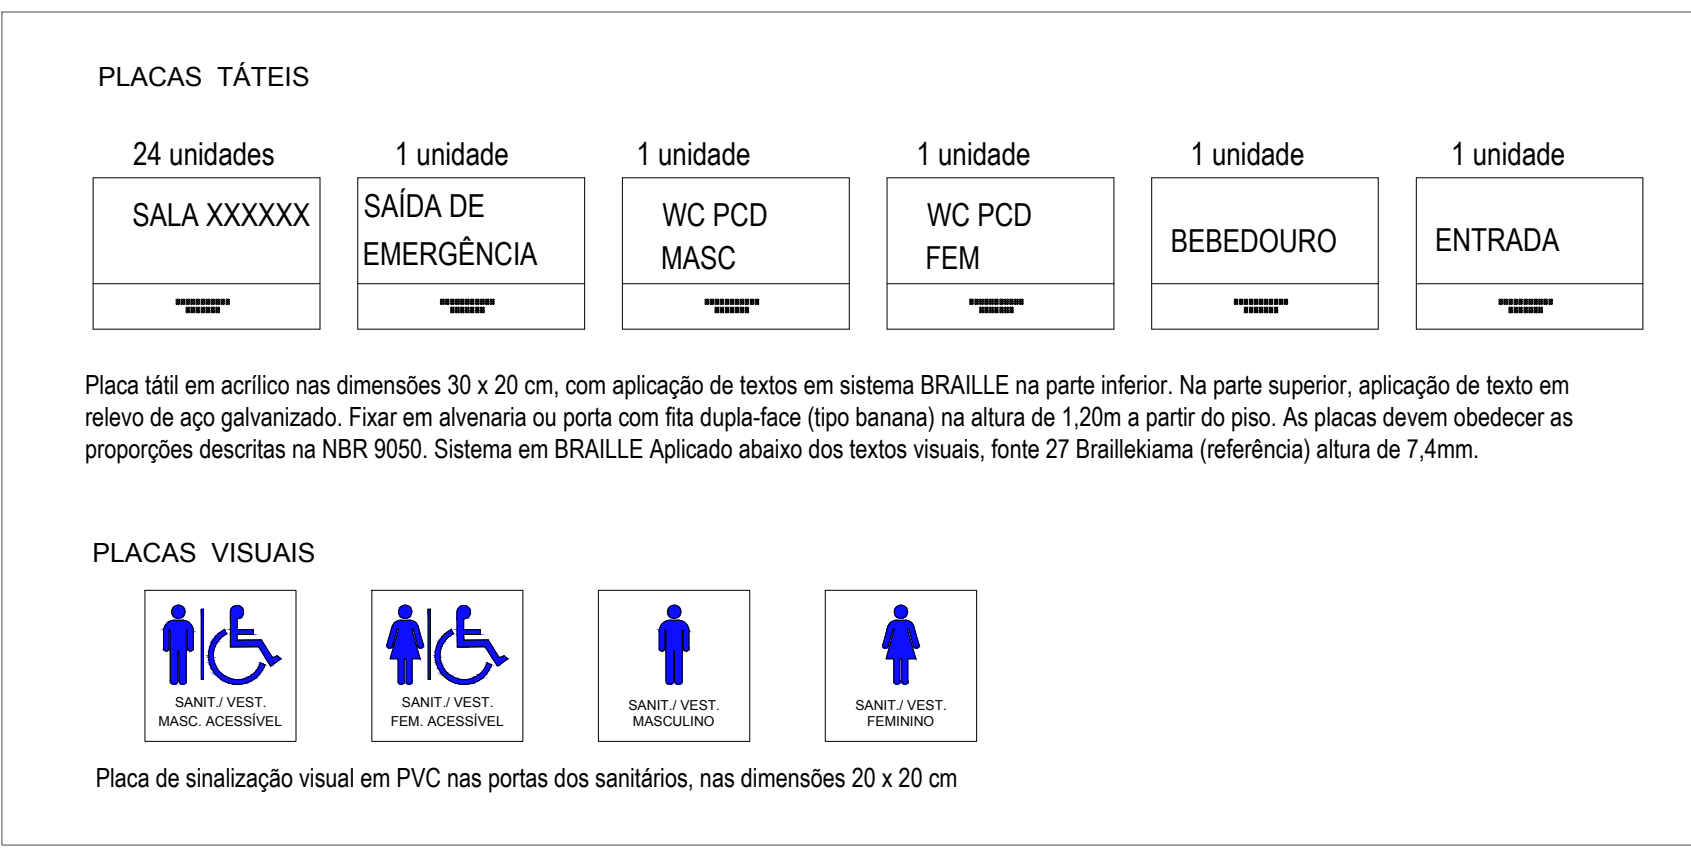 PLACAS TÁTEIS
24 unidades
1 unidade
1 unidade
1 unidade
1 unidade
1 unidade
SALA XXXXXX
SAÍDA DE
EMERGÊNCIA
WC PCD
MASC
WC PCD
FEM
BEBEDOURO
ENTRADA
Placa tátil em acrílico nas dimensões 30 x 20 cm, com aplicação de textos em sistema BRAILLE na parte inferior. Na parte superior, aplicação de texto em
relevo de aço galvanizado. Fixar em alvenaria ou porta com fita dupla-face (tipo banana) na altura de 1,20m a partir do piso. As placas devem obedecer as
proporções descritas na NBR 9050. Sistema em BRAILLE Aplicado abaixo dos textos visuais, fonte 27 Braillekiama (referência) altura de 7,4mm.
PLACAS VISUAIS
SANIT./ VEST.
MASC. ACESSÍVEL
SANIT./ VEST.
FEM. ACESSÍVEL
SANIT./ VEST.
MASCULINO
SANIT./ VEST.
FEMININO
Placa de sinalização visual em PVC nas portas dos sanitários, nas dimensões 20 x 20 cm